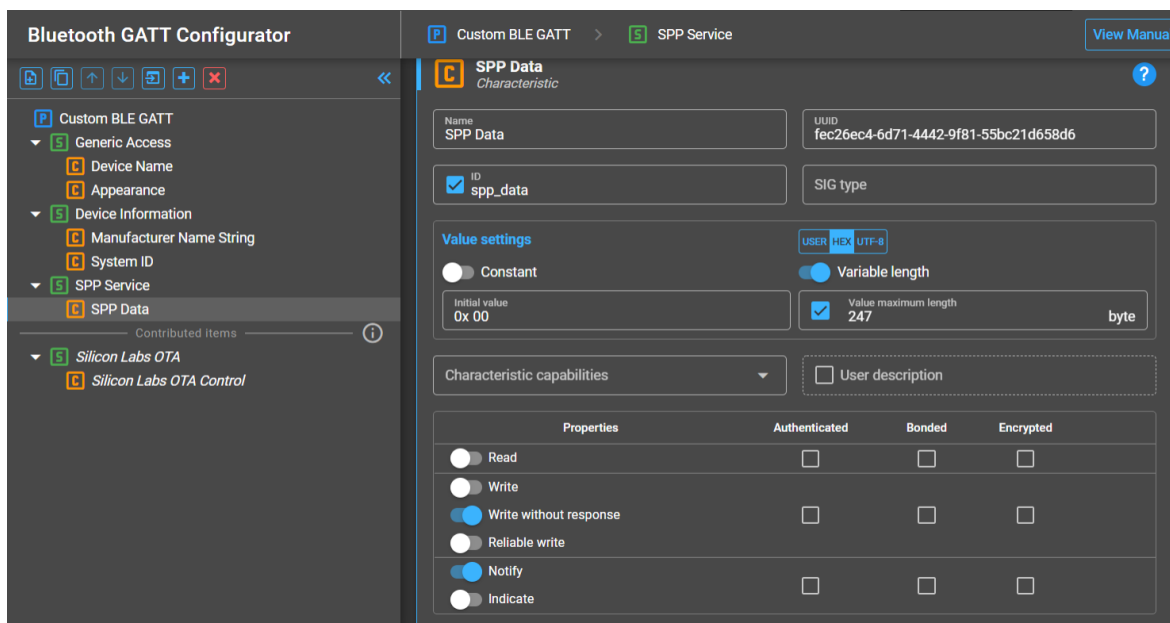 Bluetooth GATT Configurator
P Custom BLE GATT > S SPP Service
View Manua
P Custom BLE GATT
S Generic Access
C Device Name
C Appearance
S Device Information
C Manufacturer Name String
C System ID
S SPP Service
C SPP Data
Contributed items
S Silicon Labs OTA
C Silicon Labs OTA Control
C SPP Data
Characteristic
?
Name
SPP Data
UUID
fec26ec4-6d71-4442-9f81-55bc21d658d6
ID
spp_data
SIG type
Value settings
USER HEX UTF-8
Constant
Variable length
Initial value
0x 00
Value maximum length
247 byte
Characteristic capabilities
User description
Properties Authenticated Bonded Encrypted
Read
Write
Write without response
Reliable write
Notify
Indicate